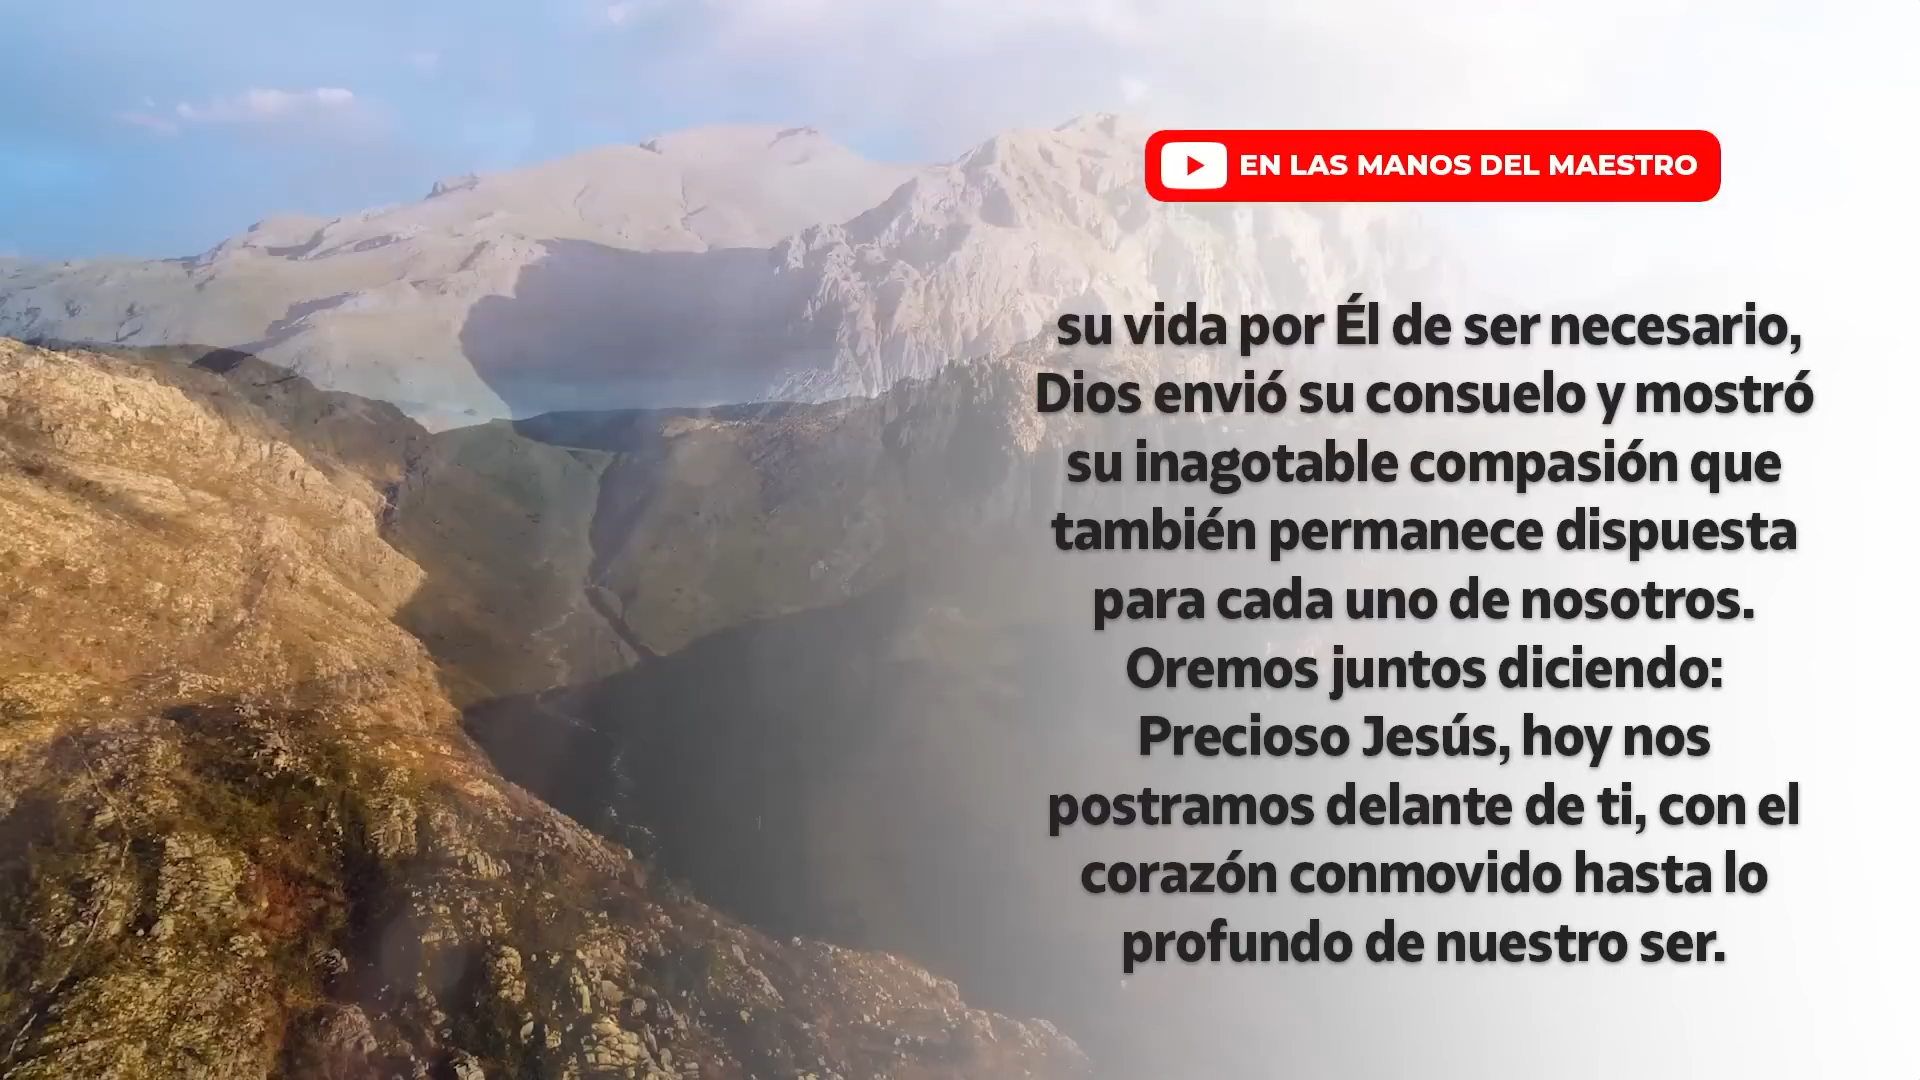 EN LAS MANOS DEL MAESTRO
su vida por Él de ser necesario,
Dios envió su consuelo y mostró
su inagotable compasión que
también permanece dispuesta
para cada uno de nosotros.
Oremos juntos diciendo:
Precioso Jesús, hoy nos
postramos delante de ti, con el
corazón conmovido hasta lo
profundo de nuestro ser.